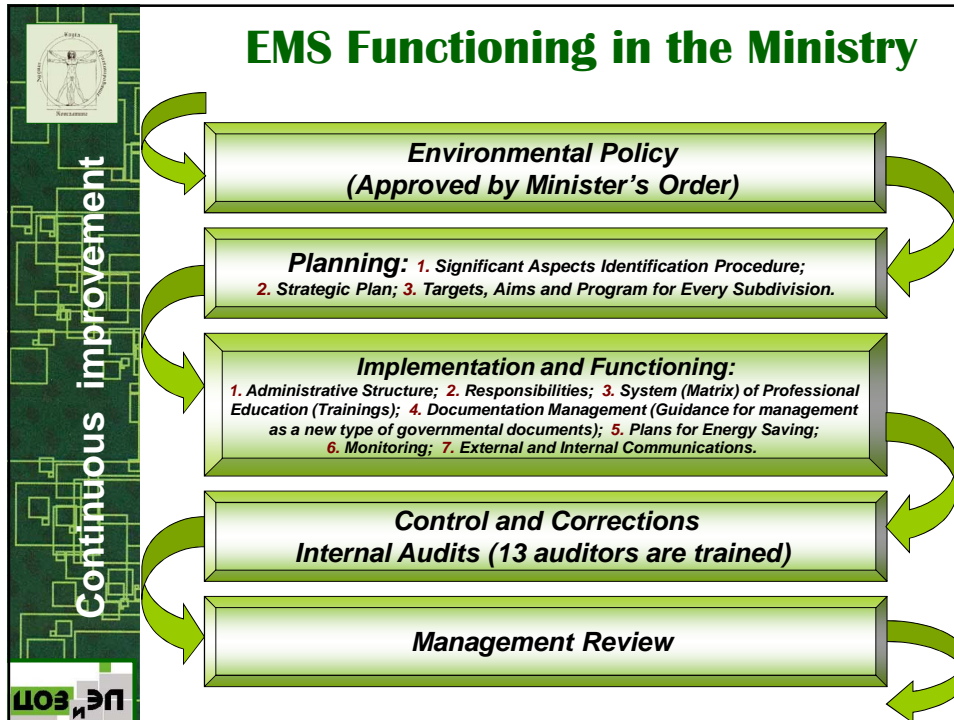 EMS Functioning in the Ministry
Continuous improvement
Environmental Policy
(Approved by Minister's Order)
Planning: 1. Significant Aspects Identification Procedure;
2. Strategic Plan; 3. Targets, Aims and Program for Every Subdivision.
Implementation and Functioning:
1. Administrative Structure; 2. Responsibilities; 3. System (Matrix) of Professional
Education (Trainings); 4. Documentation Management (Guidance for management
as a new type of governmental documents); 5. Plans for Energy Saving;
6. Monitoring; 7. External and Internal Communications.
Control and Corrections
Internal Audits (13 auditors are trained)
Management Review
ЦОЗ и ЭП